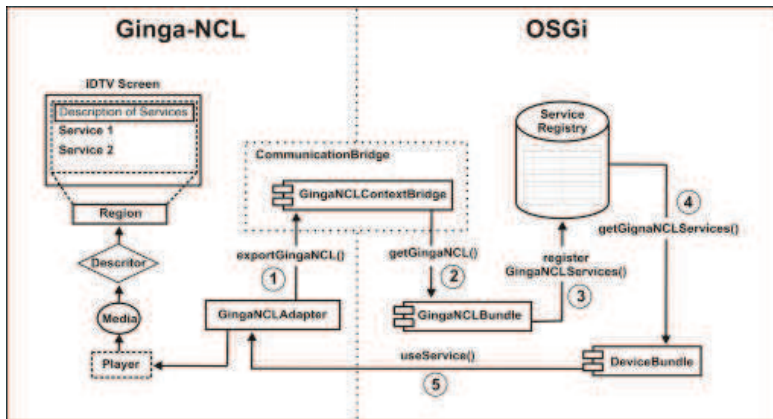 Ginga-NCL
OSGi
iDTV Screen
Description of Services
Service 1
Service 2
Region
Descritor
Media
Player
CommunicationBridge
GingaNCLContextBridge
exportGingaNCL()
1
GingaNCLAdapter
getGingaNCL()
2
GingaNCLBundle
Service
Registry
register
GingaNCLServices()
3
4
getGignaNCLServices()
DeviceBundle
useService()
5